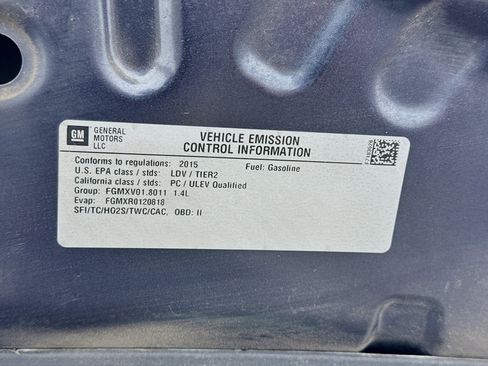 GM
GENERAL
MOTORS
LLC
VEHICLE EMISSION
CONTROL INFORMATION
Conforms to regulations: 2015 Fuel: Gasoline
U.S. EPA class / stds: LDV / TIER2
California class / stds: PC / ULEV Qualified
Group: FGMXV01.8011 1.4L
Evap: FGMXR0120818
SFI/TC/HO2S/TWC/CAC, OBD: II